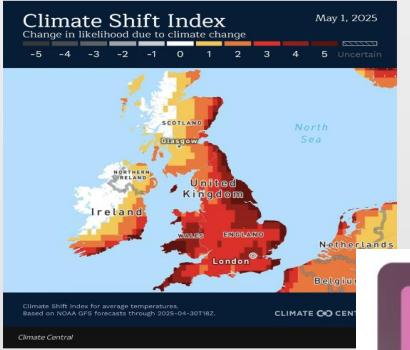 Climate Shift Index
May 1, 2025
Change in likelihood due to climate change
-5 -4 -3 -2 -1 0 1 2 3 4 5 Uncertain
SCOTLAND
Glasgow
North
Sea
NORTHERN
IRELAND
United
Kingdom
Ireland
WALES
ENGLAND
Netherlands
London
Belgiu
Climate Shift Index for average temperatures.
Based on NOAA GFS forecasts through 2025-04-30T18Z.
CLIMATE CENT
Climate Central